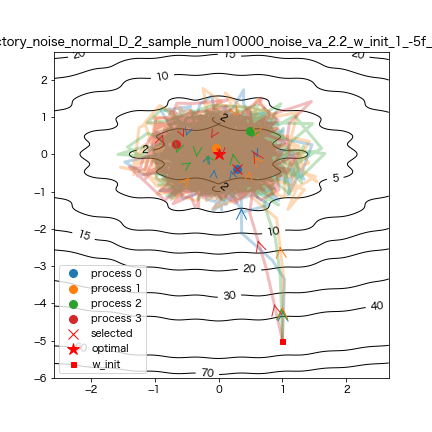 ctory_noise_normal_D_2_sample_num10000_noise_va_2.2_w_init_1_-5f_
20 15 20
10
2
1
2
0
2
5
−1
2
−2
15
10
−3
20
30
−4
40
process 0
process 1
process 2
process 3
selected
optimal
w_init
−5
70
−6
−2 −1 0 1 2